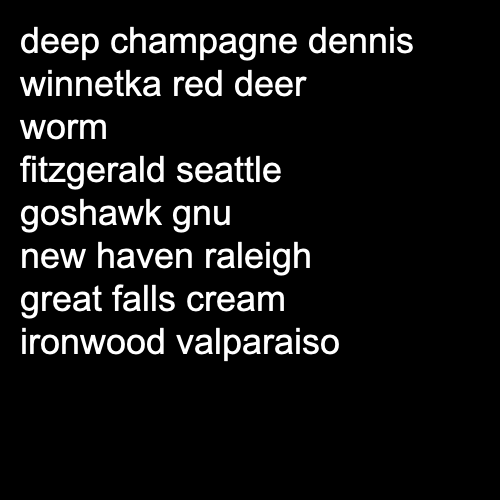 deep champagne dennis
winnetka red deer
worm
fitzgerald seattle
goshawk gnu
new haven raleigh
great falls cream
ironwood valparaiso